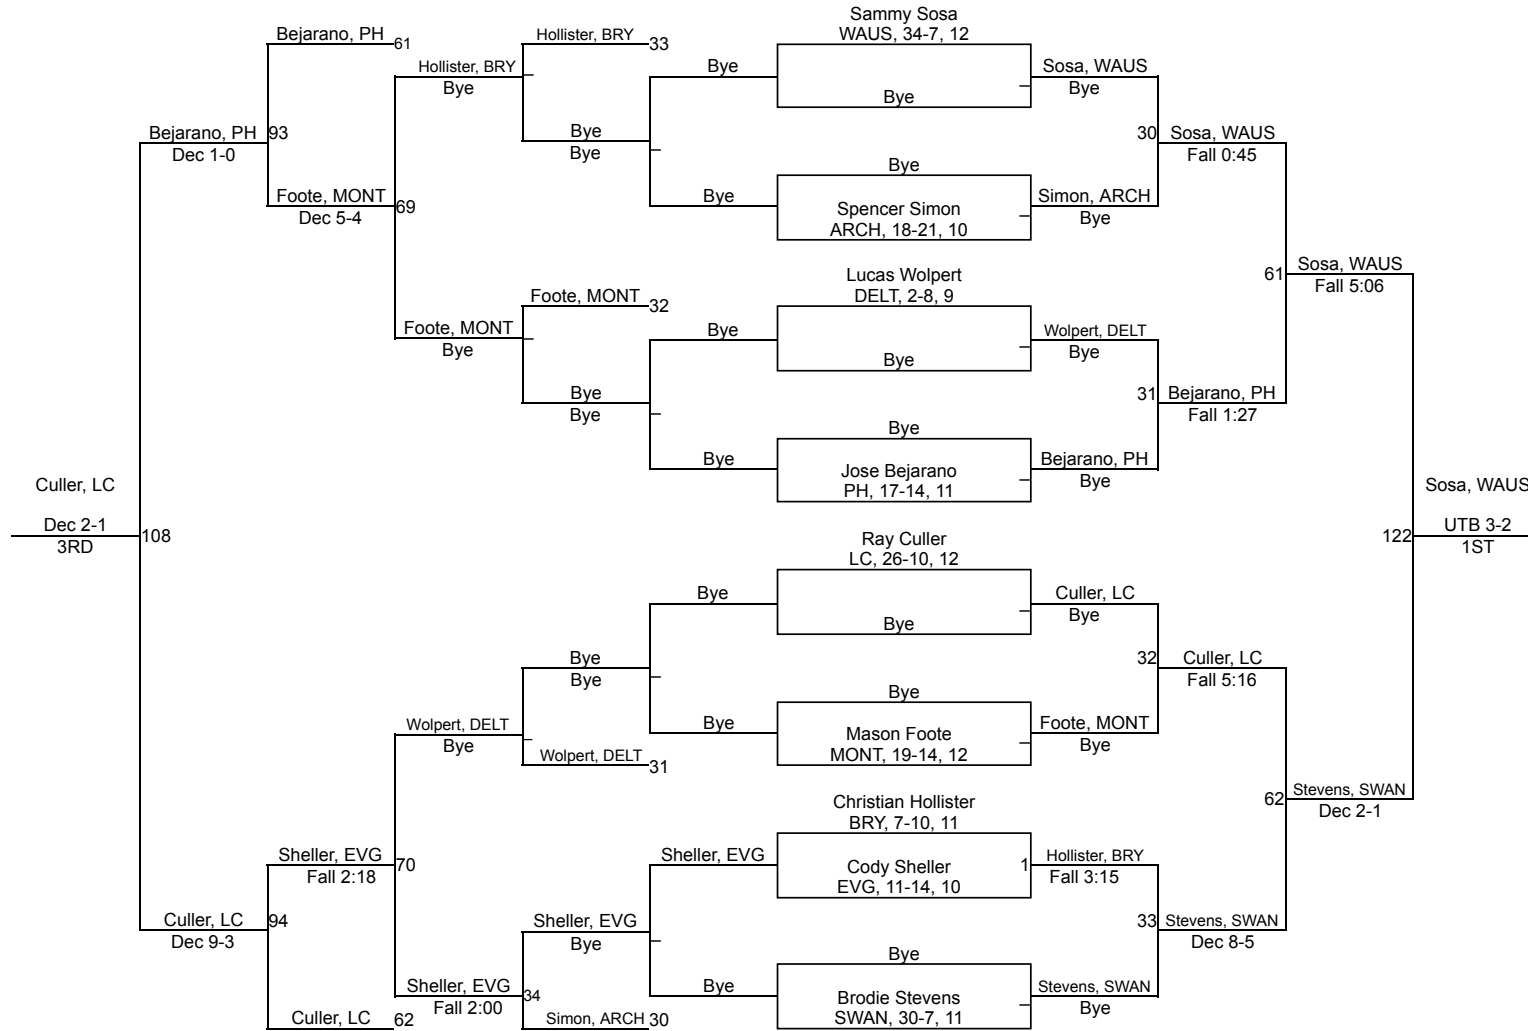 Sammy Sosa
WAUS, 34-7, 12
Bejarano, PH 61
Hollister, BRY 33
Hollister, BRY
Bye
Bye
Bye
Sosa, WAUS
Bye
Bejarano, PH 93
Dec 1-0
Bye
Bye
30 Sosa, WAUS
Fall 0:45
Bye
Foote, MONT 69
Dec 5-4
Bye
Spencer Simon
ARCH, 18-21, 10
Simon, ARCH
Bye
Lucas Wolpert
DELT, 2-8, 9
61 Sosa, WAUS
Fall 5:06
Foote, MONT 32
Foote, MONT
Bye
Bye
Bye
Wolpert, DELT
Bye
Bye
Bye
31 Bejarano, PH
Fall 1:27
Bye
Bye
Jose Bejarano
PH, 17-14, 11
Bejarano, PH
Bye
Culler, LC
Dec 2-1
3RD
108
Sosa, WAUS
122 UTB 3-2
1ST
Ray Culler
LC, 26-10, 12
Bye
Bye
Culler, LC
Bye
Bye
Bye
32 Culler, LC
Fall 5:16
Bye
Wolpert, DELT
Bye
Wolpert, DELT 31
Bye
Mason Foote
MONT, 19-14, 12
Foote, MONT
Bye
Christian Hollister
BRY, 7-10, 11
62 Stevens, SWAN
Dec 2-1
Sheller, EVG 70
Fall 2:18
Sheller, EVG
Cody Sheller
EVG, 11-14, 10
1 Hollister, BRY
Fall 3:15
Culler, LC 94
Dec 9-3
Sheller, EVG
Bye
33 Stevens, SWAN
Dec 8-5
Bye
Sheller, EVG 34
Fall 2:00
Bye
Brodie Stevens
SWAN, 30-7, 11
Stevens, SWAN
Bye
Culler, LC 62
Simon, ARCH 30